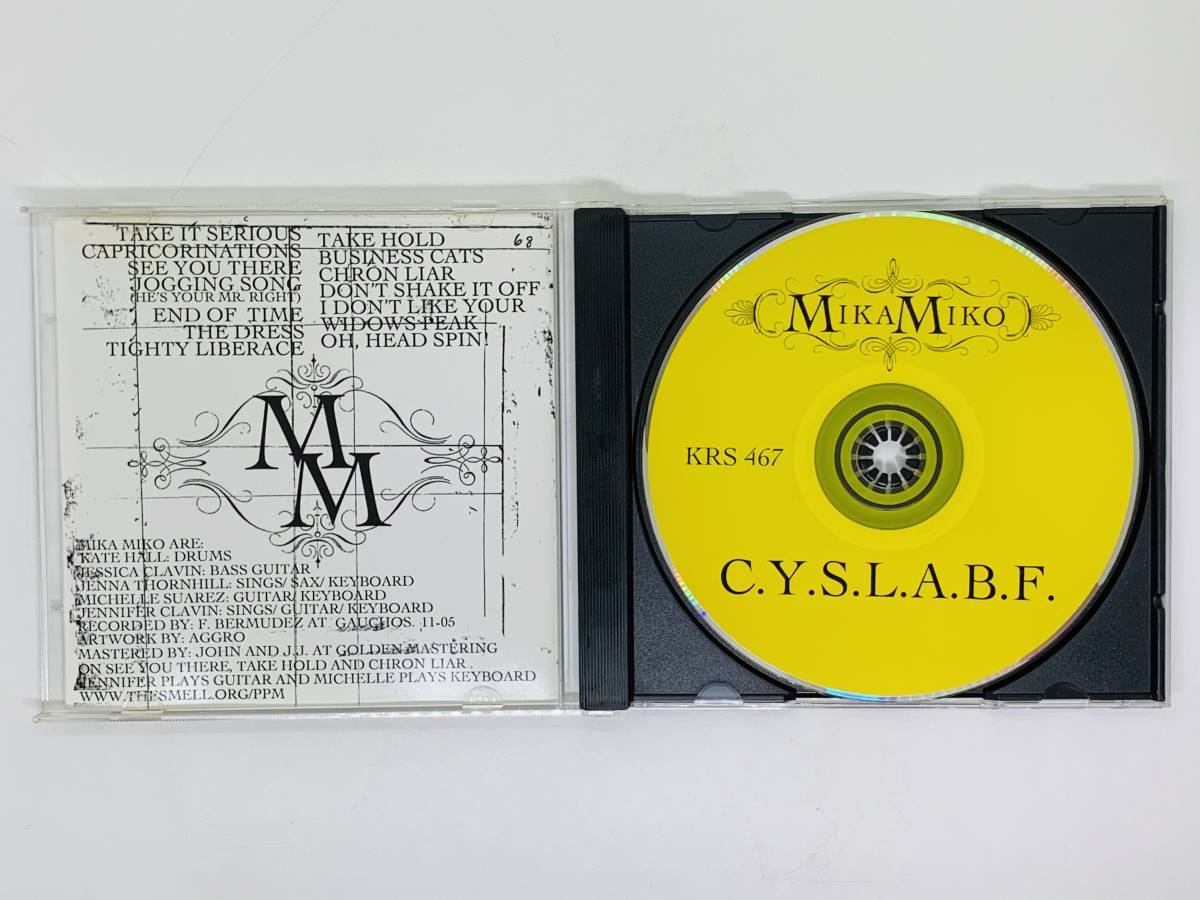 TAKE IT SERIOUS
CAPRICORINATIONS
SEE YOU THERE
JOGGING SONG
(HE'S YOUR MR. RIGHT)
END OF TIME
THE DRESS
TIGHTY LIBERACE
TAKE HOLD
BUSINESS CATS
CHRON LIAR
DON'T SHAKE IT OFF
I DON'T LIKE YOUR
WIDOWS PEAK
OH, HEAD SPIN!
68
M
M
MIKA MIKO ARE:
KATE HALL: DRUMS
JESSICA CLAVIN: BASS GUITAR
JENNA THORNHILL: SINGS/ SAX/ KEYBOARD
MICHELLE SUAREZ: GUITAR/ KEYBOARD
JENNIFER CLAVIN: SINGS/ GUITAR/ KEYBOARD
RECORDED BY: F. BERMUDEZ AT GAUCHOS. 11-05
ARTWORK BY: AGGRO
MASTERED BY: JOHN AND J.J. AT GOLDEN MASTERING
ON SEE YOU THERE, TAKE HOLD AND CHRON LIAR,
JENNIFER PLAYS GUITAR AND MICHELLE PLAYS KEYBOARD
WWW.THESMELL.ORG/PPM
MIKA MIKO
KRS 467
C.Y.S.L.A.B.F.